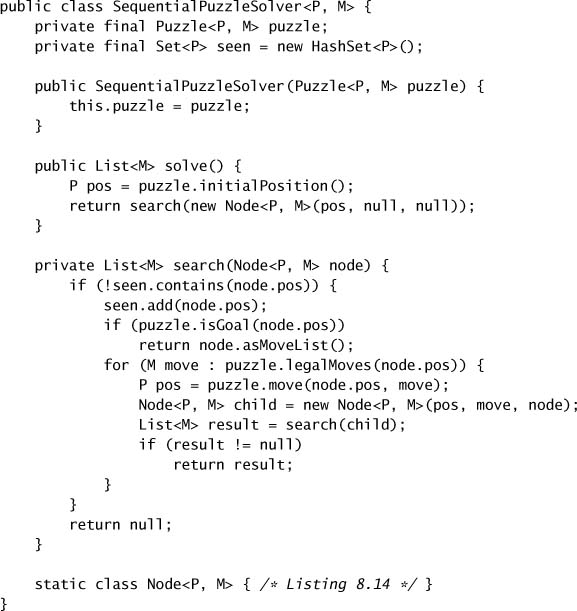 public class SequentialPuzzleSolver<P, M> {
    private final Puzzle<P, M> puzzle;
    private final Set<P> seen = new HashSet<P>();

    public SequentialPuzzleSolver(Puzzle<P, M> puzzle) {
        this.puzzle = puzzle;
    }

    public List<M> solve() {
        P pos = puzzle.initialPosition();
        return search(new Node<P, M>(pos, null, null));
    }

    private List<M> search(Node<P, M> node) {
        if (!seen.contains(node.pos)) {
            seen.add(node.pos);
            if (puzzle.isGoal(node.pos))
                return node.asMoveList();
            for (M move : puzzle.legalMoves(node.pos)) {
                P pos = puzzle.move(node.pos, move);
                Node<P, M> child = new Node<P, M>(pos, move, node);
                List<M> result = search(child);
                if (result != null)
                    return result;
            }
        }
        return null;
    }

    static class Node<P, M> { /* Listing 8.14 */ }
}